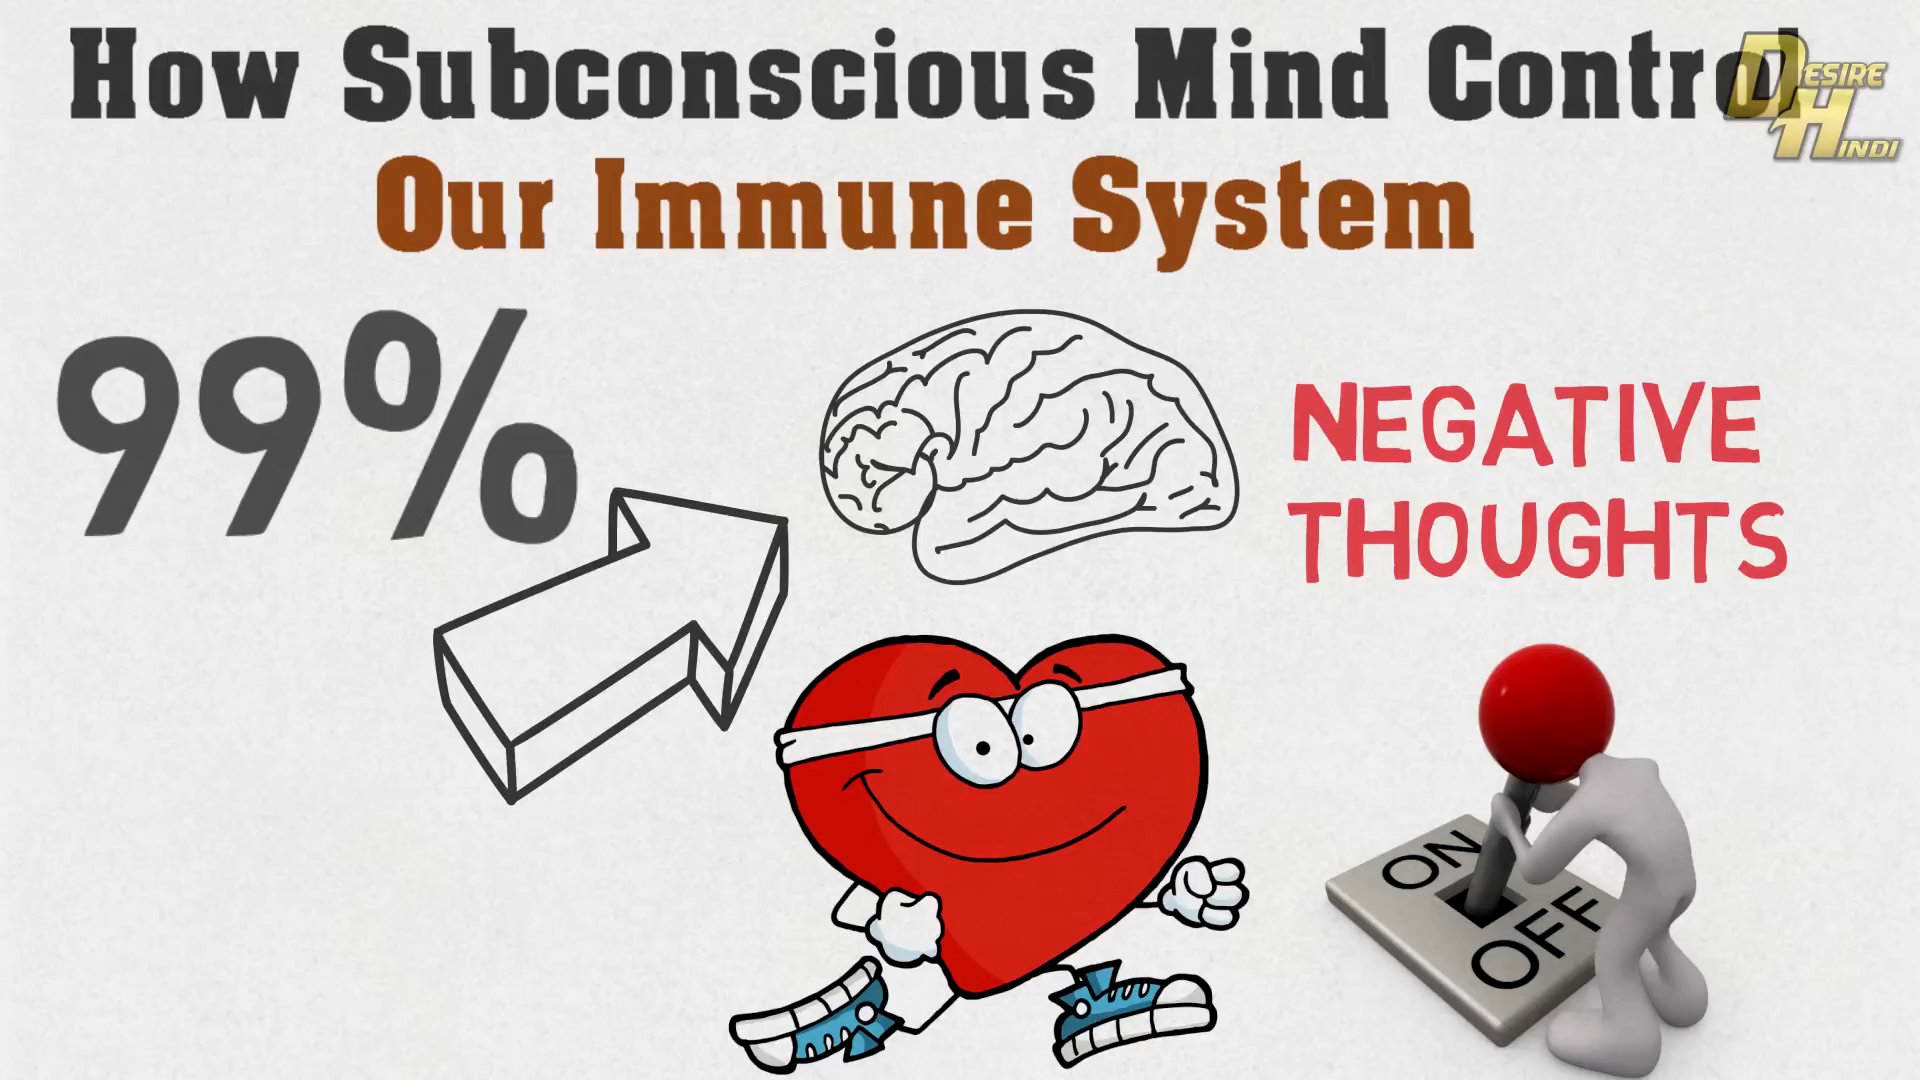 How Subconscious Mind Control
Our Immune System
DESIRE
HINDI
99%
NEGATIVE
THOUGHTS
ON
OFF